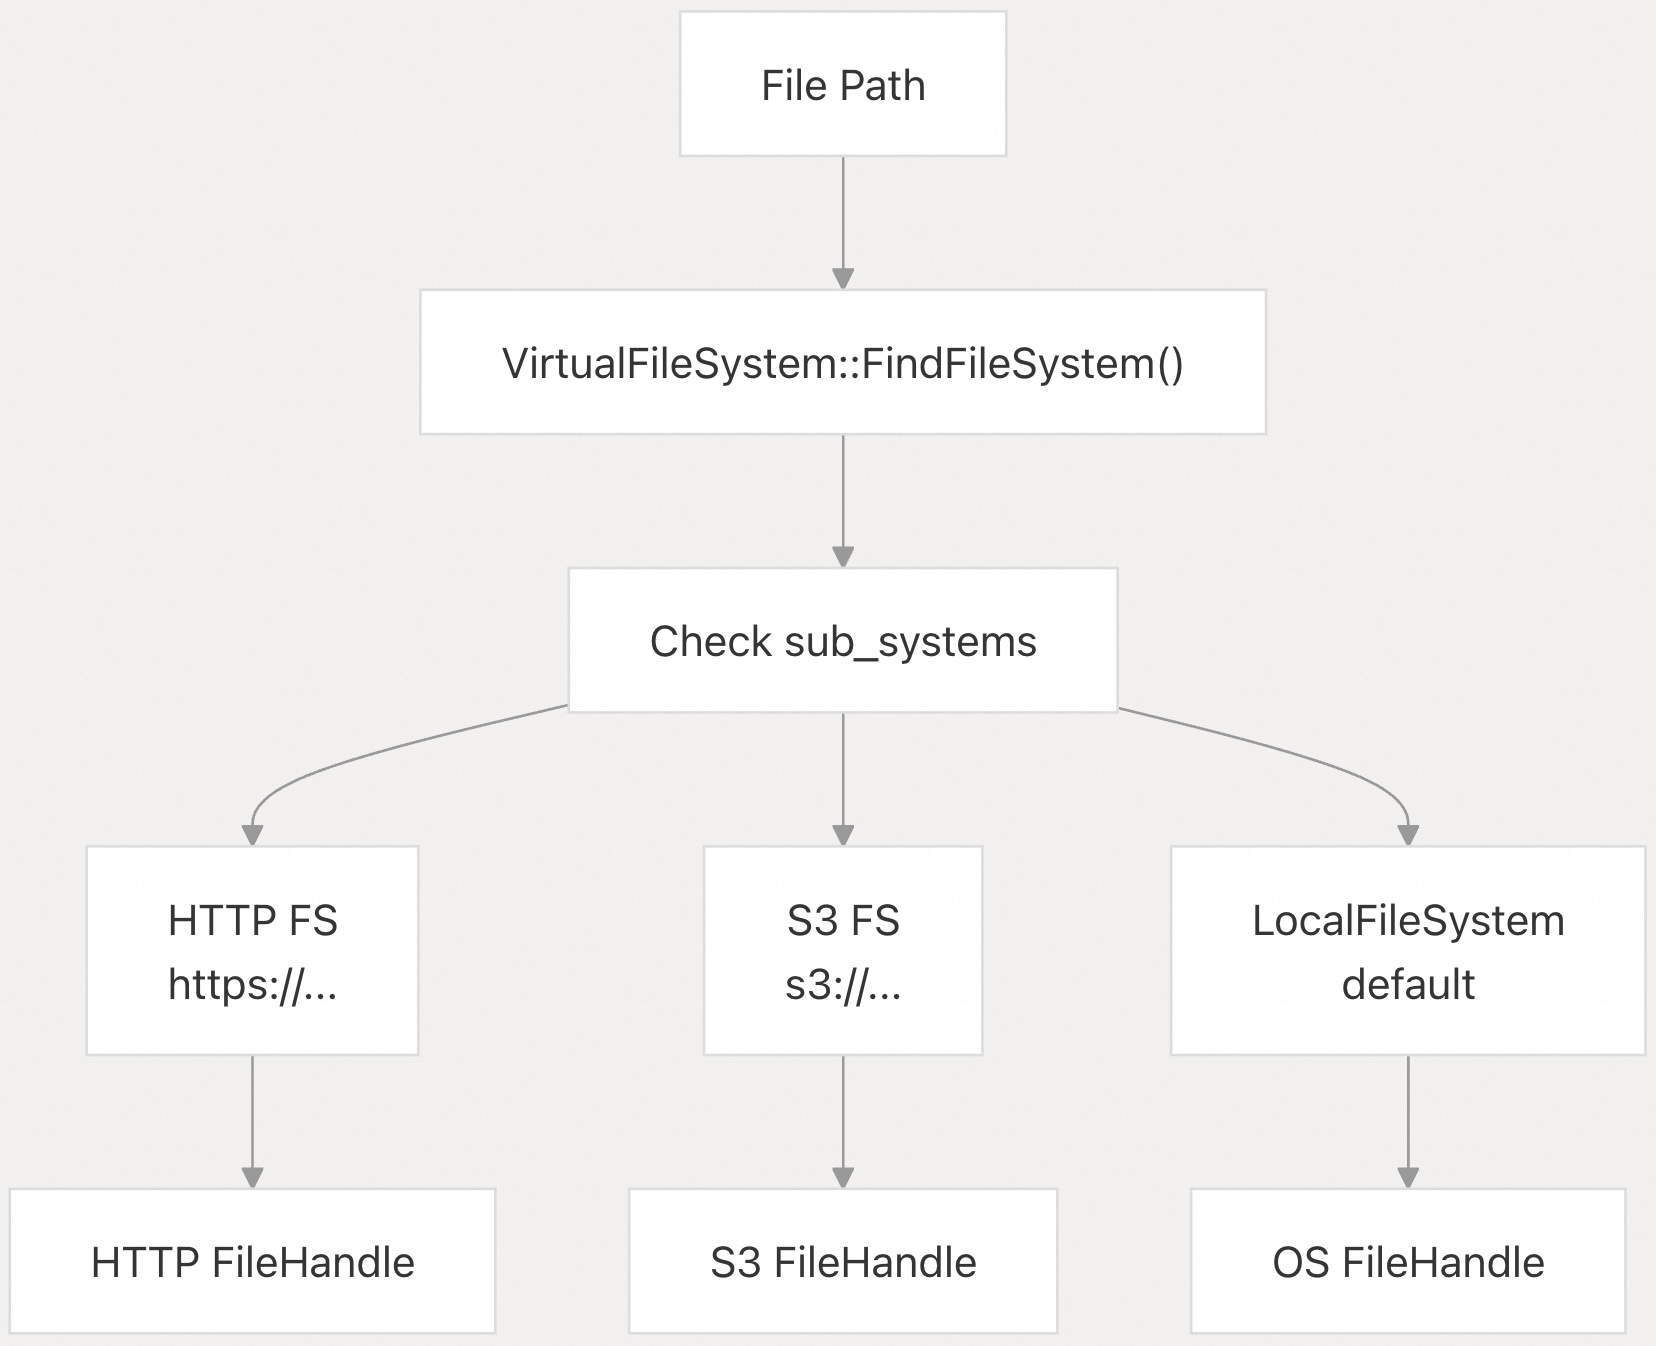 File Path
VirtualFileSystem::FindFileSystem()
Check sub_systems
HTTP FS
https://...
S3 FS
s3://...
LocalFileSystem
default
HTTP FileHandle
S3 FileHandle
OS FileHandle